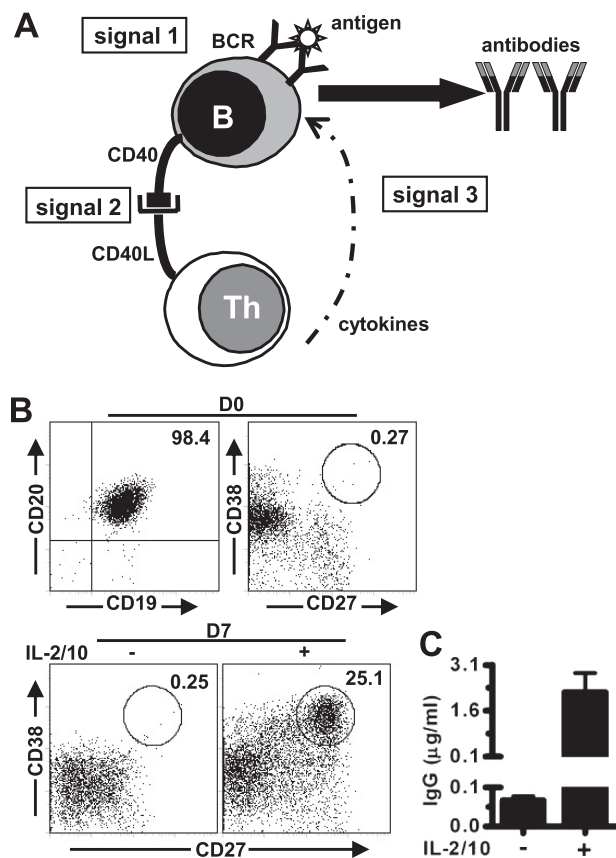 A
signal 1
BCR
antigen
antibodies
B
CD40
signal 2
signal 3
CD40L
Th
cytokines
B
D0
98.4
0.27
CD20
CD38
CD19
CD27
D7
IL-2/10 - +
0.25
25.1
CD38
CD27
C
3.1
1.6
0.1
0.1
0.0
IgG (μg/ml)
IL-2/10 - +